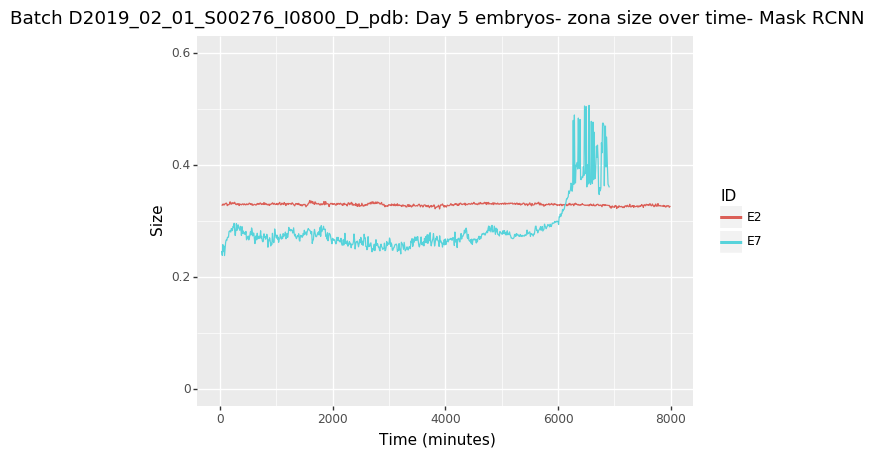 Batch D2019_02_01_S00276_I0800_D_pdb: Day 5 embryos- zona size over time- Mask RCNN
0.6
0.4
0.2
0
Size
0
2000
4000
6000
8000
Time (minutes)
ID
E2
E7